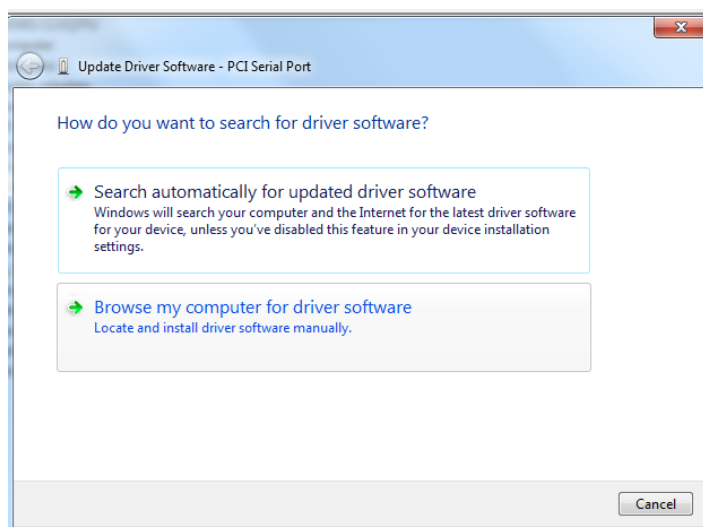 Update Driver Software - PCI Serial Port
How do you want to search for driver software?
Search automatically for updated driver software
Windows will search your computer and the Internet for the latest driver software
for your device, unless you've disabled this feature in your device installation
settings.
Browse my computer for driver software
Locate and install driver software manually.
Cancel